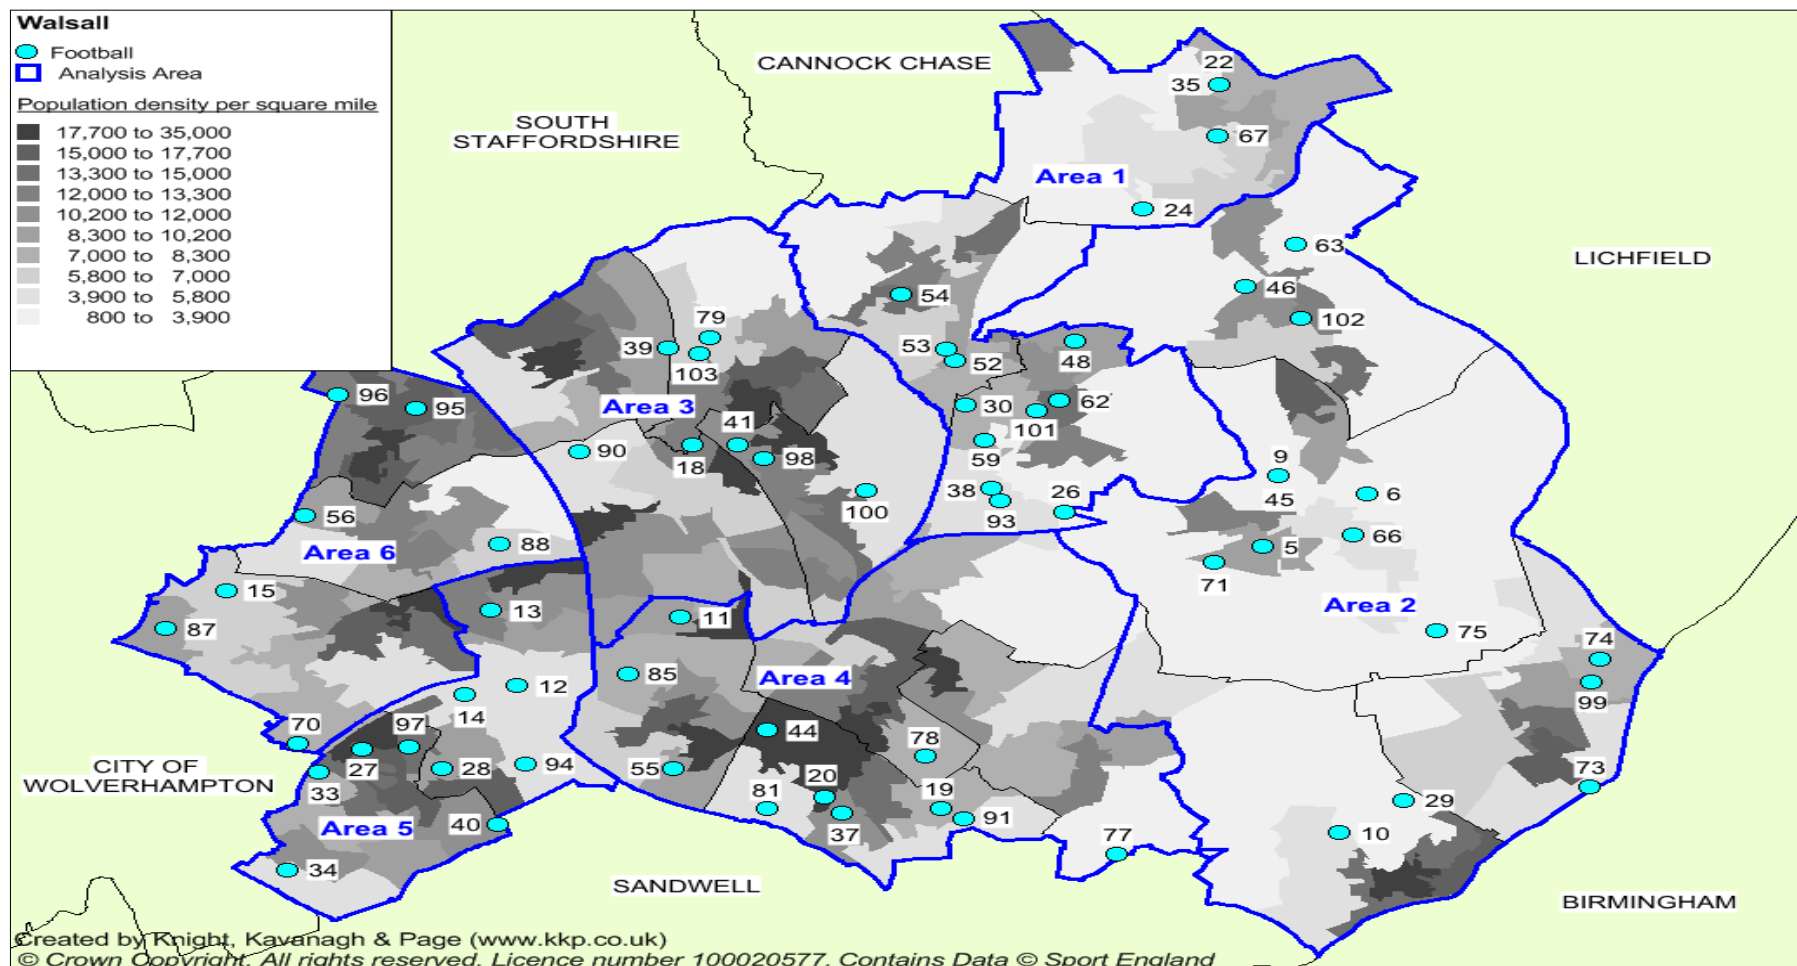 Walsall
Football
Analysis Area
Population density per square mile
17,700 to 35,000
15,000 to 17,700
13,300 to 15,000
12,000 to 13,300
10,200 to 12,000
8,300 to 10,200
7,000 to 8,300
5,800 to 7,000
3,900 to 5,800
800 to 3,900
CANNOCK CHASE
22
35
SOUTH
STAFFORDSHIRE
67
Area 1
24
63
LICHFIELD
46
54
102
79
39
53
52
48
103
96
95
Area 3
30
62
41
101
90
18
98
59
9
38
26
6
100
45
93
56
66
Area 6
88
5
71
15
Area 2
13
11
87
75
74
85
Area 4
12
99
14
70
97
44
78
CITY OF
WOLVERHAMPTON
27
28
94
55
20
73
33
81
19
29
Area 5
40
37
91
10
77
34
SANDWELL
BIRMINGHAM
Created by Knight, Kavanagh & Page (www.kkp.co.uk)
© Crown Copyright. All rights reserved. Licence number 100020577. Contains Data © Sport England